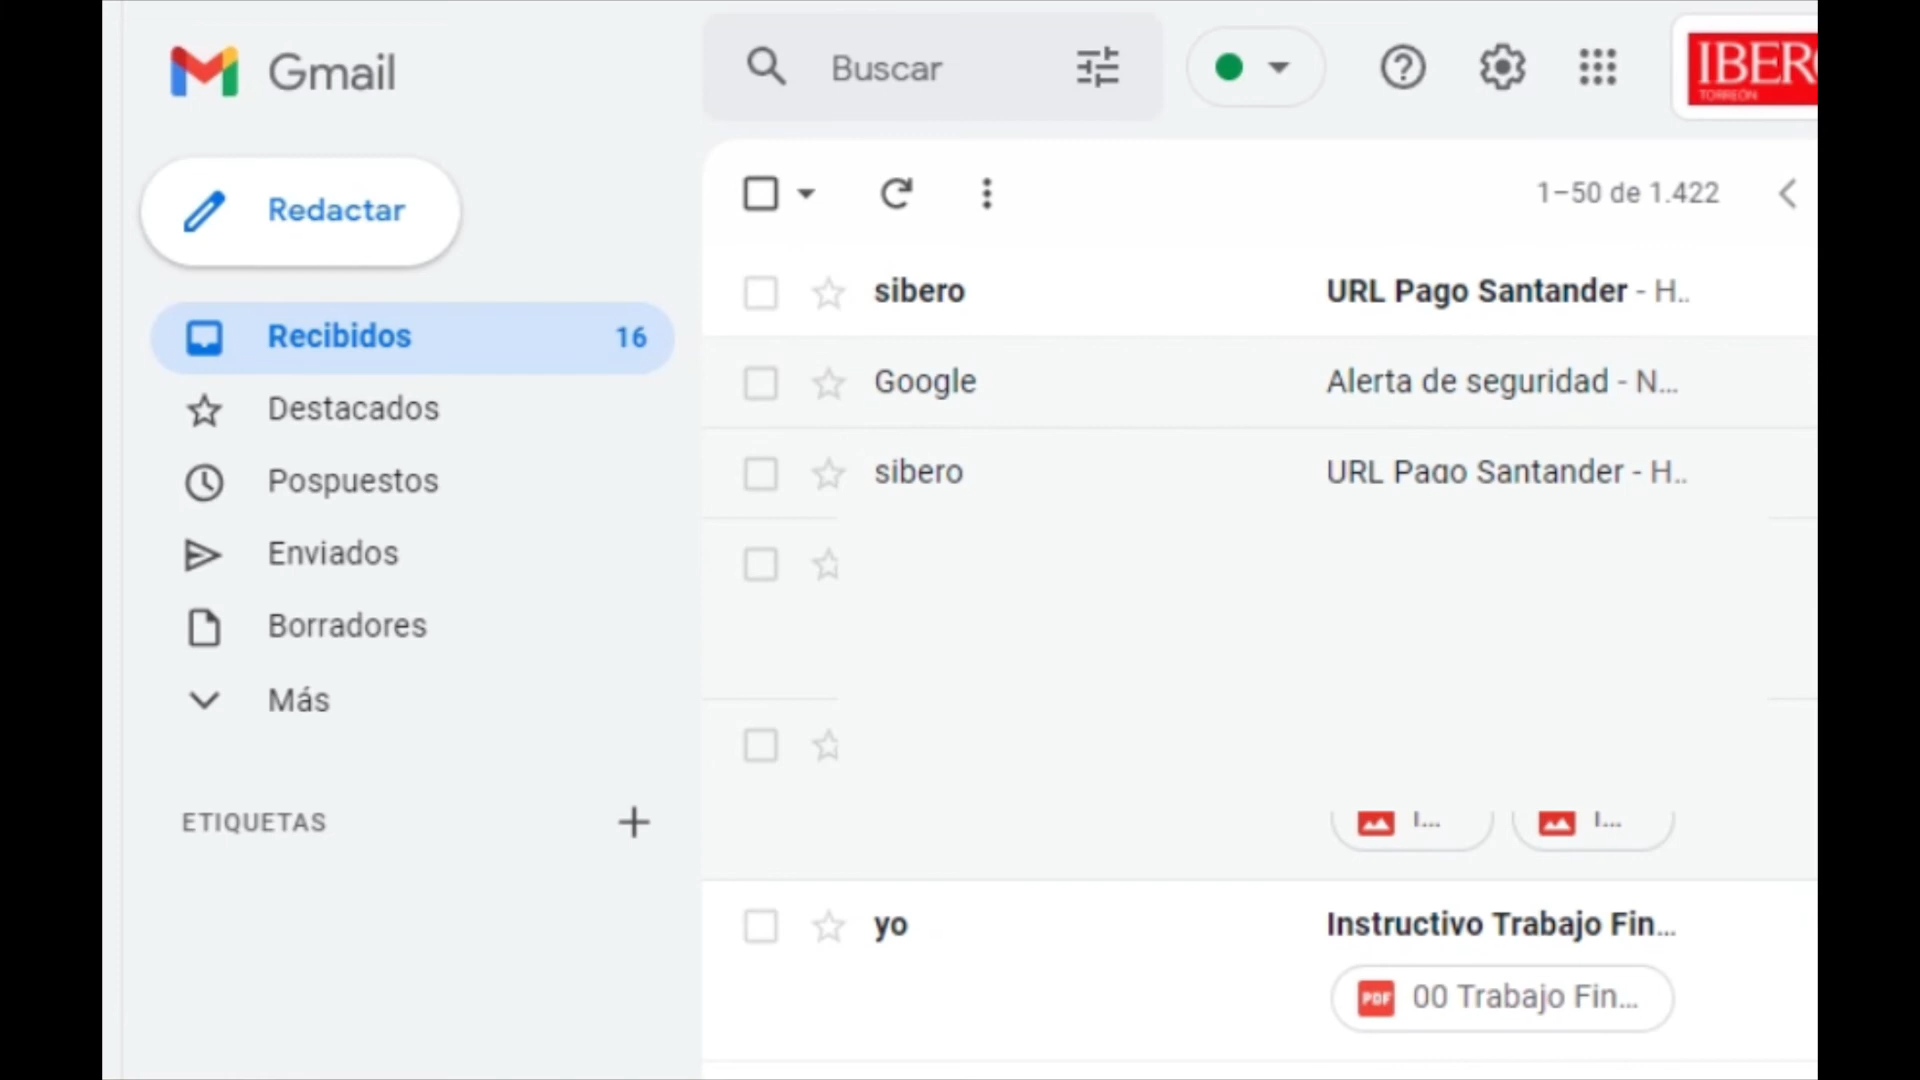 Gmail
Buscar
IBER
TORREÓN
Redactar
1–50 de 1.422
Recibidos 16
Destacados
Pospuestos
Enviados
Borradores
Más
ETIQUETAS
sibero URL Pago Santander - H..
Google Alerta de seguridad - N...
sibero URL Pago Santander - H..
yo Instructivo Trabajo Fin...
PDF 00 Trabajo Fin...